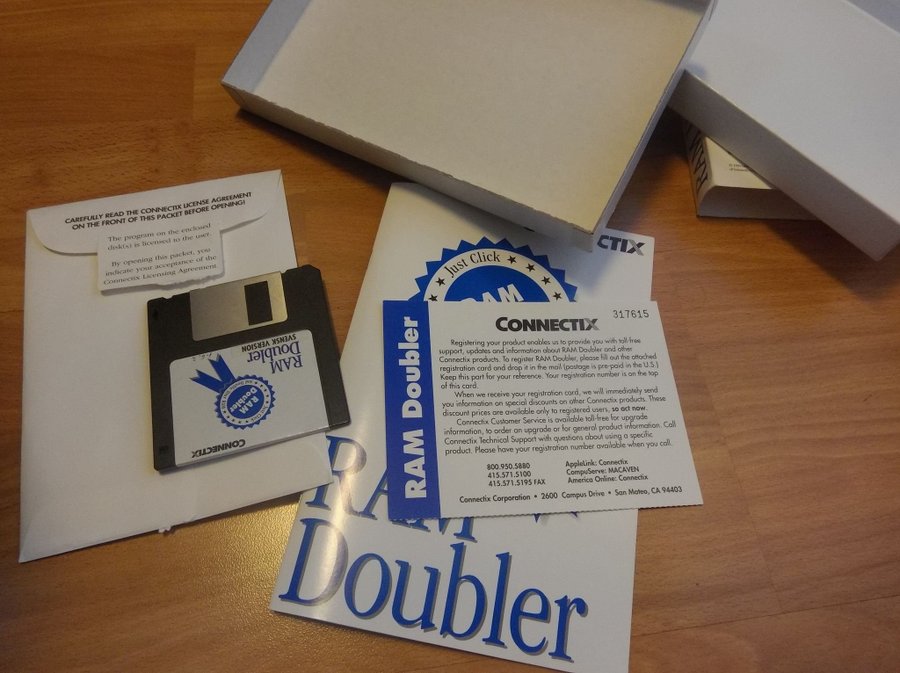 CAREFULLY READ THE CONNECTIX LICENSE AGREEMENT
ON THE FRONT OF THIS PACKET BEFORE OPENING!
The program on the enclosed
disk(s) is licensed to the user.
By opening this packet, you
indicate your acceptance of the
Connectix Licensing Agreement.
RAM
Doubler
SVENSK VERSION
RAM
Doubler
CONNECTIX
CTIX
Just Click
RAM
RAM Doubler
CONNECTIX
317615
Registering your product enables us to provide you with toll-free
support, updates and information about RAM Doubler and other
Connectix products. To register RAM Doubler, please fill out the attached
registration card and drop it in the mail (postage is pre-paid in the U.S.)
Keep this part for your reference. Your registration number is on the top
of this card.
When we receive your registration card, we will immediately send
you information on special discounts on other Connectix products. These
discount prices are available only to registered users, so act now.
Connectix Customer Service is available toll-free for upgrade
information, to order an upgrade or for general product information. Call
Connectix Technical Support with questions about using a specific
product. Please have your registration number available when you call.
800.950.5880
415.571.5100
415.571.5195 FAX
AppleLink: Connectix
CompuServe: MACAVEN
America Online: Connectix
Connectix Corporation • 2600 Campus Drive • San Mateo, CA 94403
RAM
Doubler